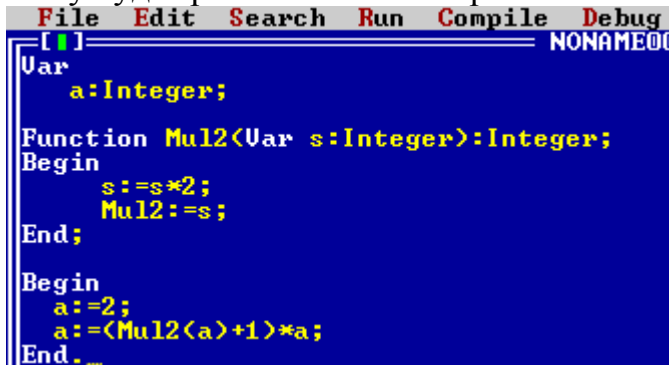 File Edit Search Run Compile Debug
[ ] NONAME00
Var
a:Integer;
Function Mul2(Var s:Integer):Integer;
Begin
s:=s*2;
Mul2:=s;
End;
Begin
a:=2;
a:=(Mul2(a)+1)*a;
End.